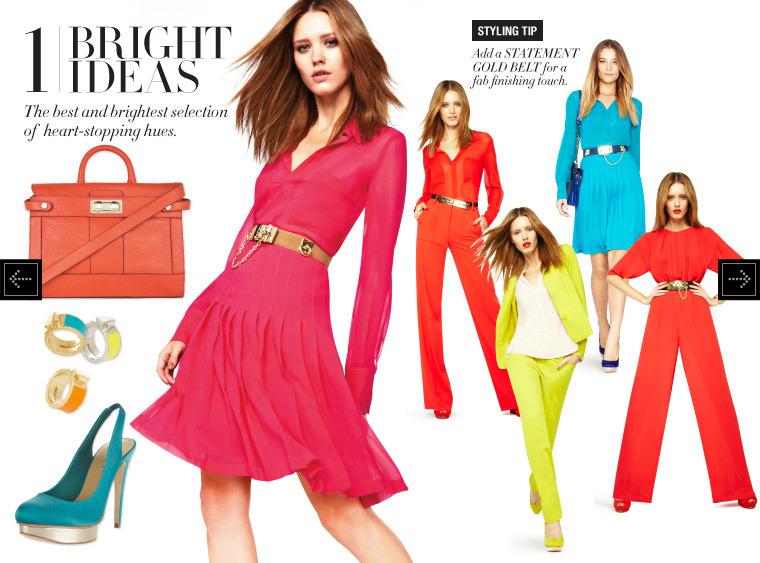 1 BRIGHT
IDEAS
The best and brightest selection
of heart-stopping hues.
STYLING TIP
Add a STATEMENT
GOLD BELT for a
fab finishing touch.